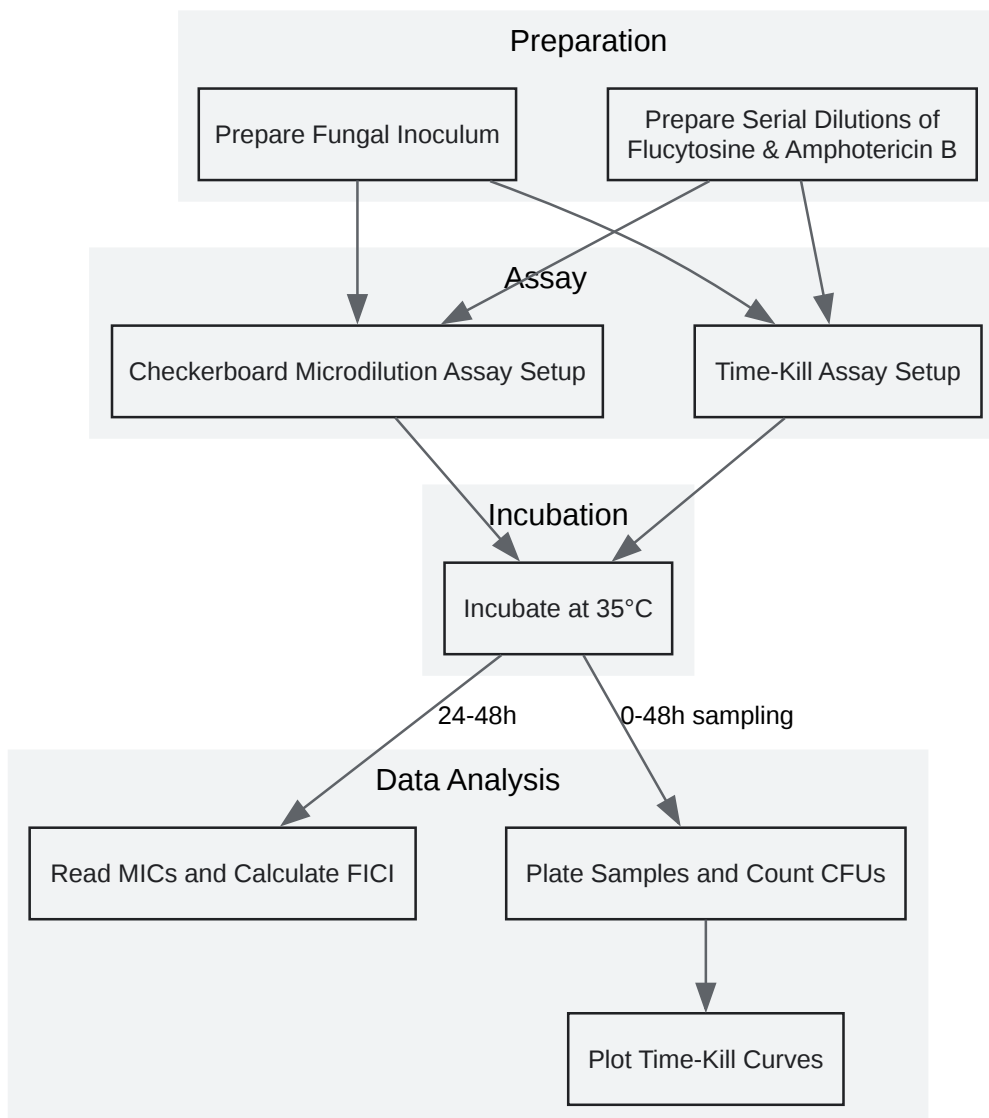 Preparation
Prepare Fungal Inoculum
Prepare Serial Dilutions of
Flucytosine & Amphotericin B
Assay
Checkerboard Microdilution Assay Setup
Time-Kill Assay Setup
Incubation
Incubate at 35°C
24-48h
0-48h sampling
Data Analysis
Read MICs and Calculate FICI
Plate Samples and Count CFUs
Plot Time-Kill Curves